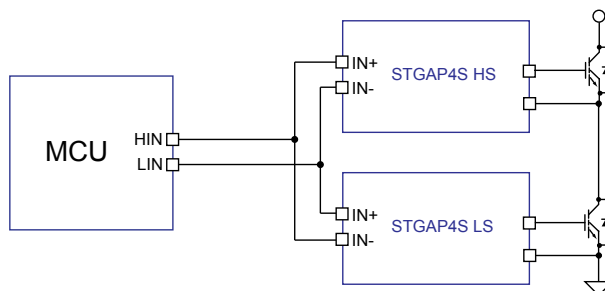 IN+
STGAP4S HS
IN-
MCU
HIN
LIN
IN+
STGAP4S LS
IN-